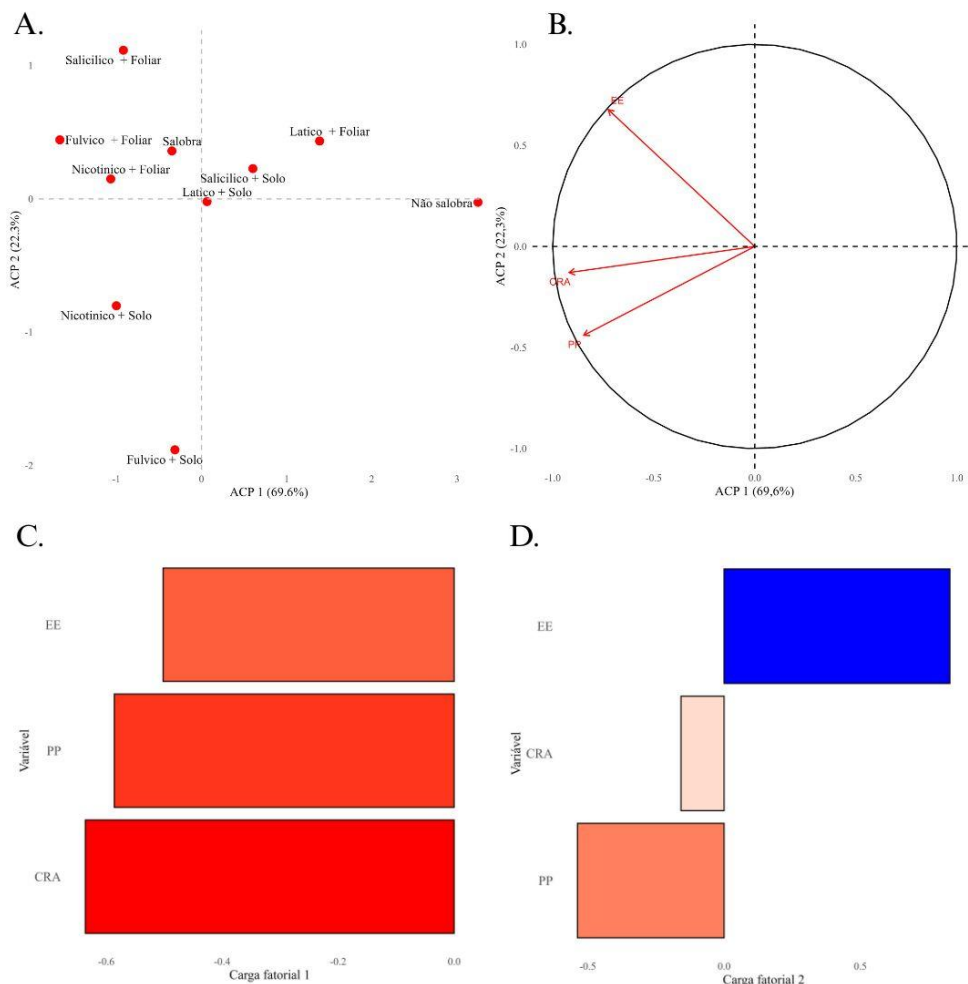 A.
1
0
-1
-2
ACP 2 (22.3%)
Salicilico + Foliar
Fulvico + Foliar
Salobra
Latico + Foliar
Nicotinico + Foliar
Salicilico + Solo
Latico + Solo
Não salobra
Nicotinico + Solo
Fulvico + Solo
-1
0
1
2
3
ACP 1 (69.6%)
B.
1.0
0.5
0.0
-0.5
-1.0
ACP 2 (22,3%)
EE
CRA
PP
-1.0
-0.5
0.0
0.5
1.0
ACP 1 (69,6%)
C.
Variável
EE
PP
CRA
-0.6
-0.4
-0.2
0.0
Carga fatorial 1
D.
Variável
EE
CRA
PP
-0.5
0.0
0.5
Carga fatorial 2